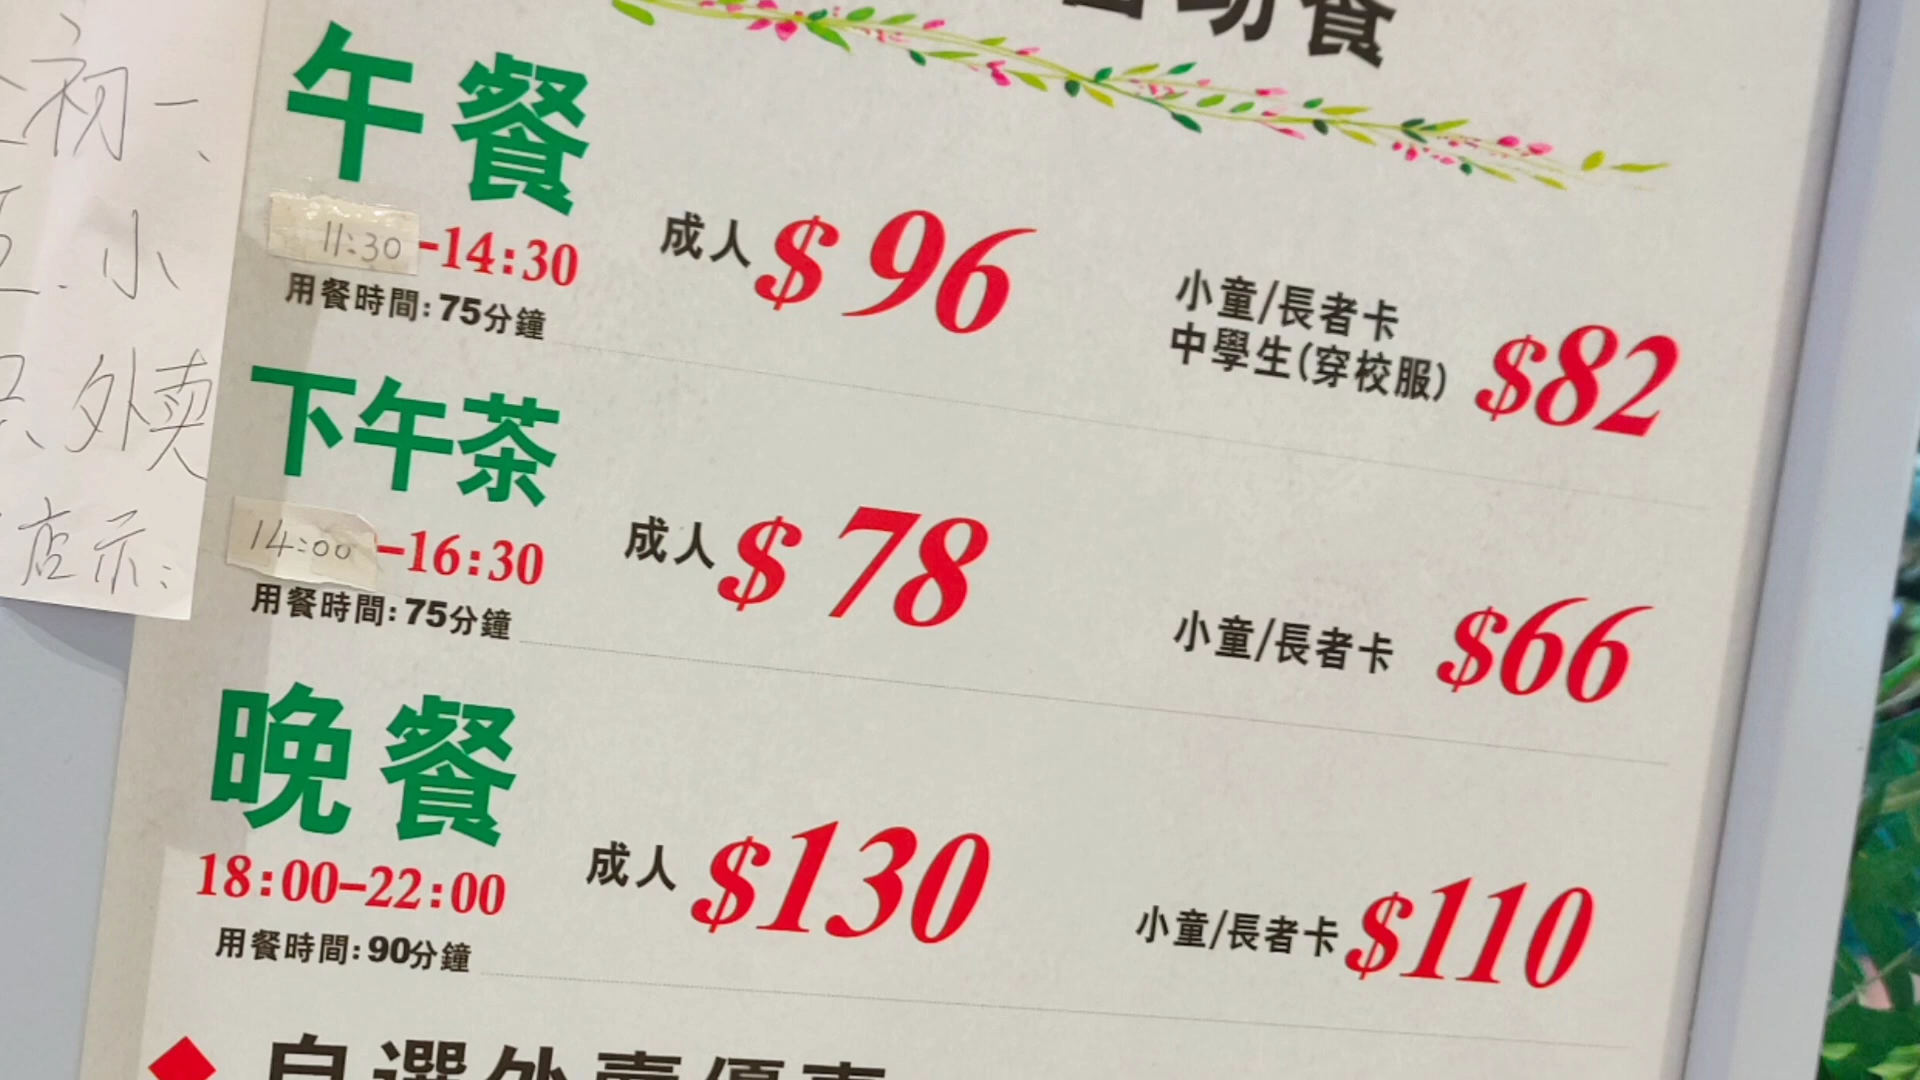 自助餐
午餐
11:30-14:30
用餐時間:75分鐘
成人 $96
小童/長者卡
中學生(穿校服) $82
下午茶
14:00-16:30
用餐時間:75分鐘
成人 $78
小童/長者卡 $66
晚餐
18:00-22:00
用餐時間:90分鐘
成人 $130
小童/長者卡 $110
自選外賣優惠
初一、
小
外卖
店示: